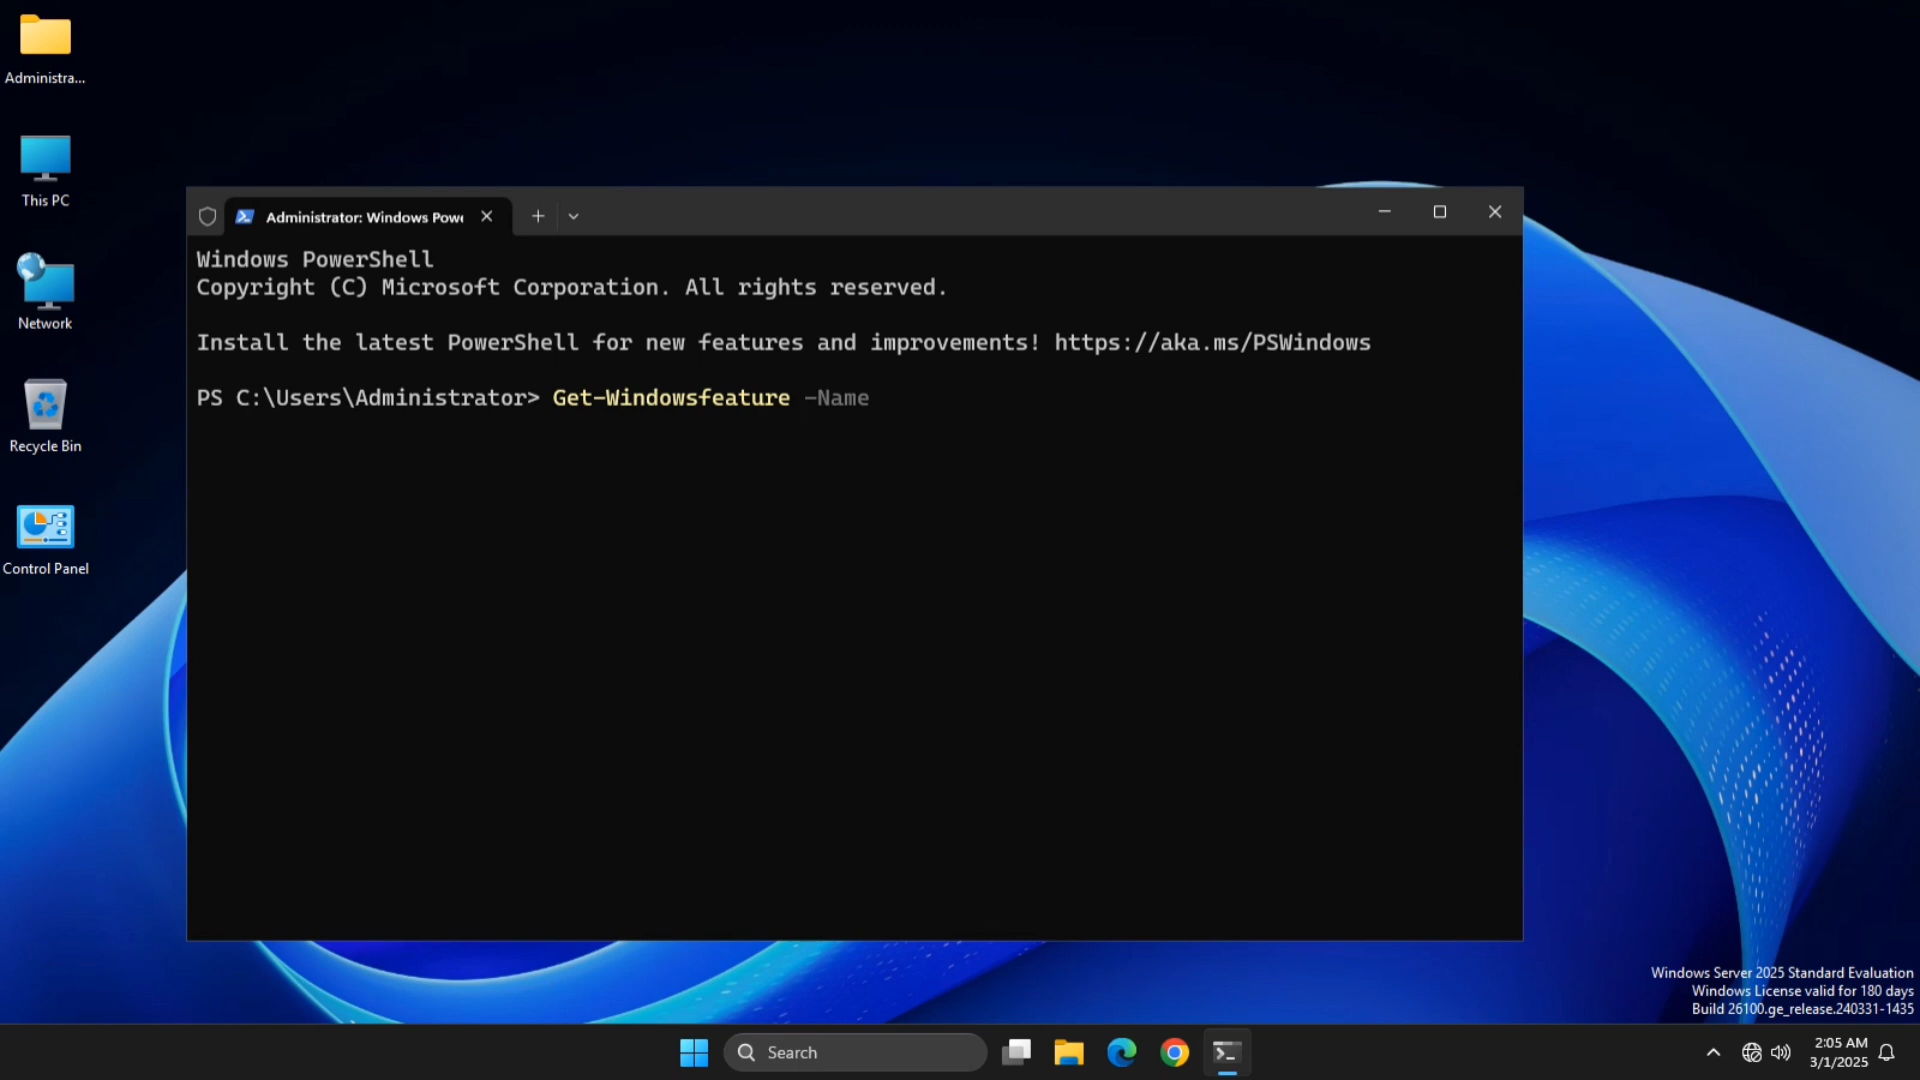 Administra...
This PC
Network
Recycle Bin
Control Panel
Administrator: Windows Powe
Windows PowerShell
Copyright (C) Microsoft Corporation. All rights reserved.
Install the latest PowerShell for new features and improvements! https://aka.ms/PSWindows
PS C:\Users\Administrator> Get-Windowsfeature -Name
Windows Server 2025 Standard Evaluation
Windows License valid for 180 days
Build 26100.ge_release.240331-1435
Search
2:05 AM
3/1/2025